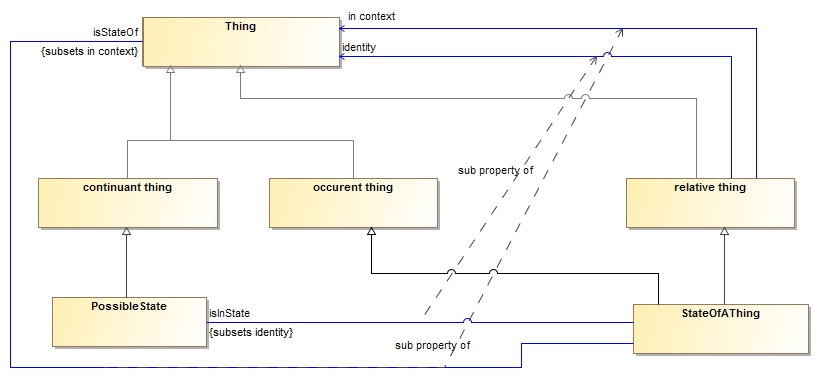 in context
isStateOf
Thing
{subsets in context}
identity
sub property of
continuant thing
occurent thing
relative thing
PossibleState
isInState
StateOfAThing
{subsets identity}
sub property of